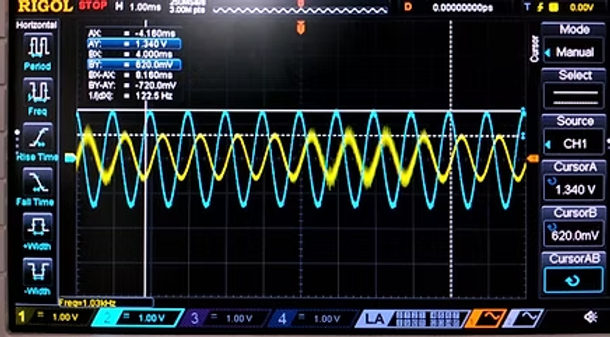 RIGOL STOP H 1.00ms 3.00M pts D 0.00000000ps T 0.00V
Horizontal
Period
Freq
Rise Time
Fall Time
+Width
-Width
AX: = -4.160ms
AY: = 1.340 V
BX: = 4.000ms
BY: = 620.0mV
BX-AX: = 8.160ms
BY-AY: = -720.0mV
1/|dX|: = 122.5 Hz
Cursor
Mode
Manual
Select
Source
CH1
CursorA
1.340 V
CursorB
620.0mV
CursorAB
Freq=1.03kHz
1 = 1.00 V 2 = 1.00 V 3 = 1.00 V 4 = 1.00 V LA